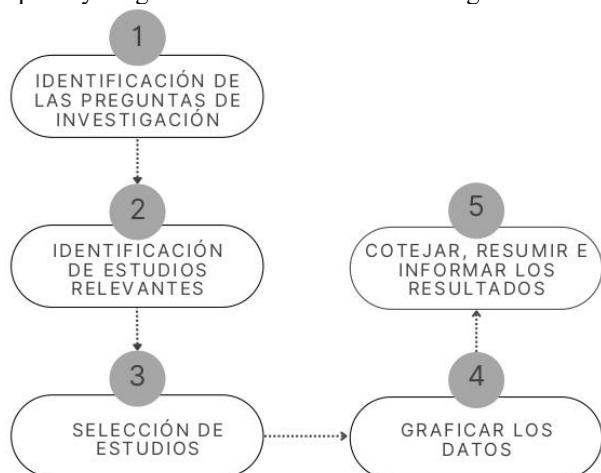 1
IDENTIFICACIÓN DE
LAS PREGUNTAS DE
INVESTIGACIÓN
2
IDENTIFICACIÓN
DE ESTUDIOS
RELEVANTES
3
SELECCIÓN DE
ESTUDIOS
4
GRAFICAR LOS
DATOS
5
COTEJAR, RESUMIR E
INFORMAR LOS
RESULTADOS